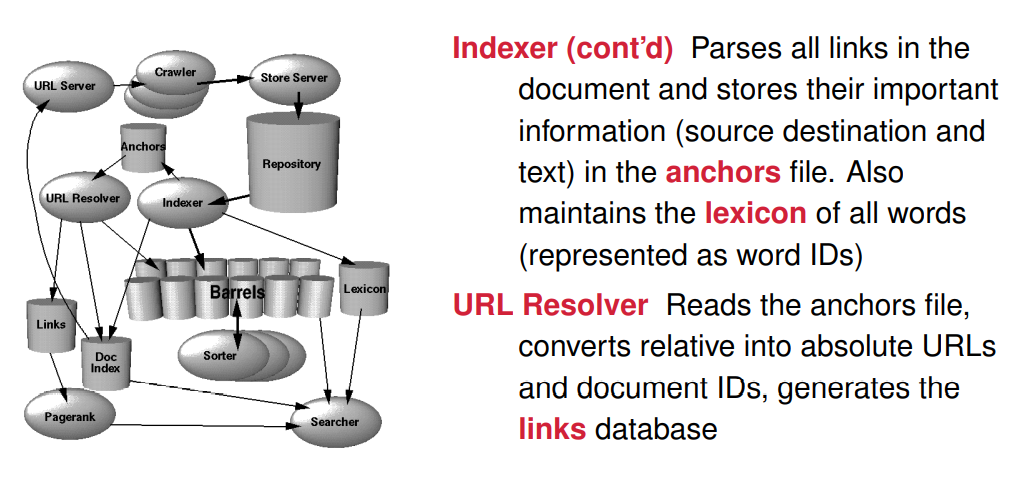 URL Server
Crawler
Store Server
Anchors
Repository
URL Resolver
Indexer
Barrels
Lexicon
Links
Doc
Index
Sorter
Pagerank
Searcher
Indexer (cont’d) Parses all links in the
document and stores their important
information (source destination and
text) in the anchors file. Also
maintains the lexicon of all words
(represented as word IDs)
URL Resolver Reads the anchors file,
converts relative into absolute URLs
and document IDs, generates the
links database